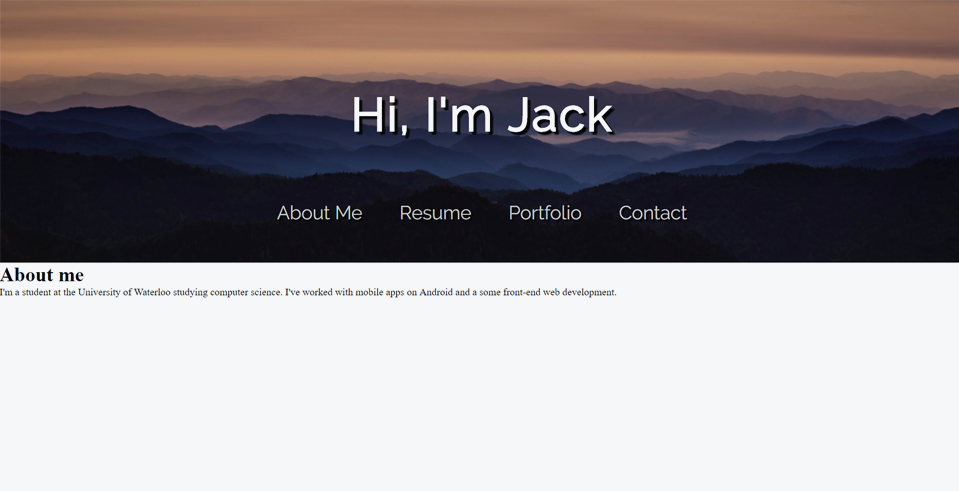 Hi, I'm Jack
About Me Resume Portfolio Contact
About me
I'm a student at the University of Waterloo studying computer science. I've worked with mobile apps on Android and a some front-end web development.